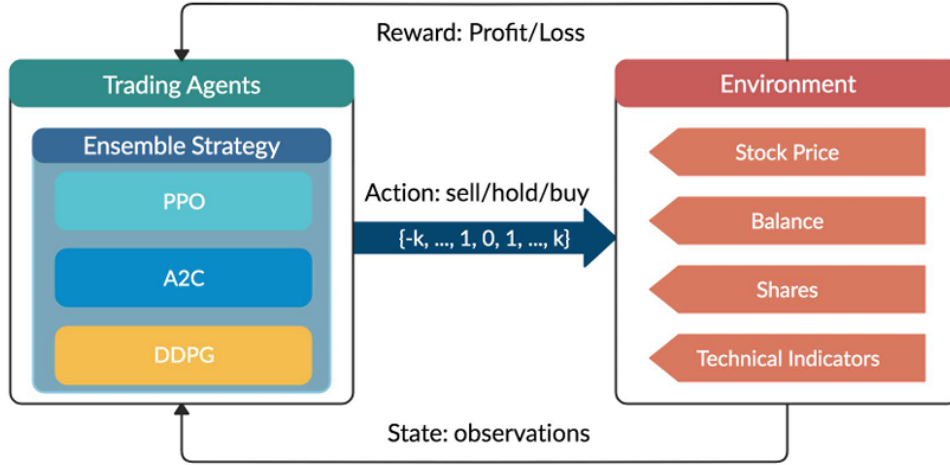 Reward: Profit/Loss
Trading Agents
Ensemble Strategy
PPO
A2C
DDPG
Action: sell/hold/buy
{-k, ..., 1, 0, 1, ..., k}
Environment
Stock Price
Balance
Shares
Technical Indicators
State: observations